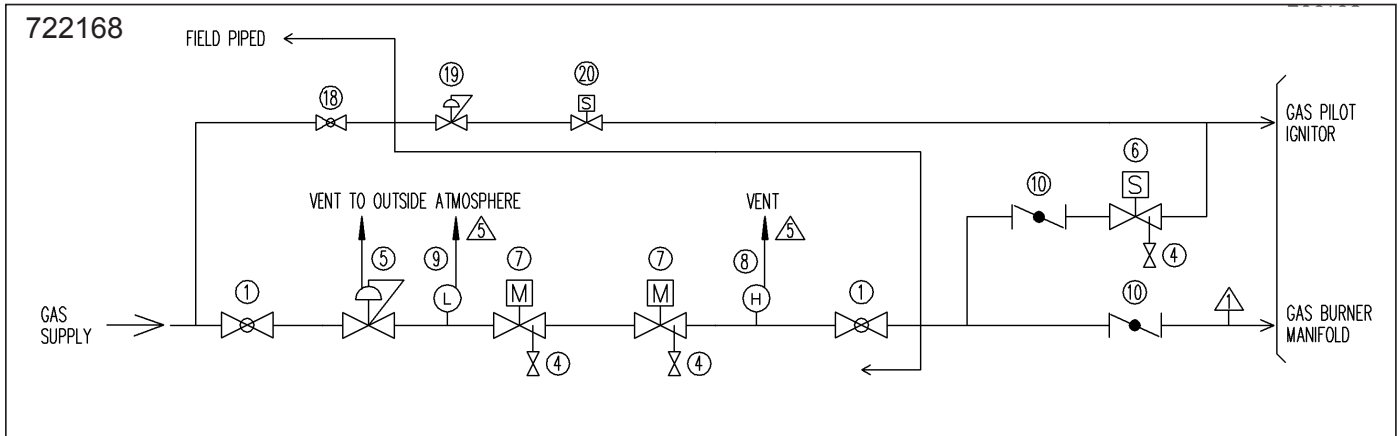 722168
FIELD PIPED
19
20
18
S
GAS PILOT
IGNITOR
6
10
S
VENT TO OUTSIDE ATMOSPHERE
VENT
5
5
5
9
7
7
8
4
1
L
M
M
H
1
10
1
GAS
SUPPLY
GAS BURNER
MANIFOLD
4
4